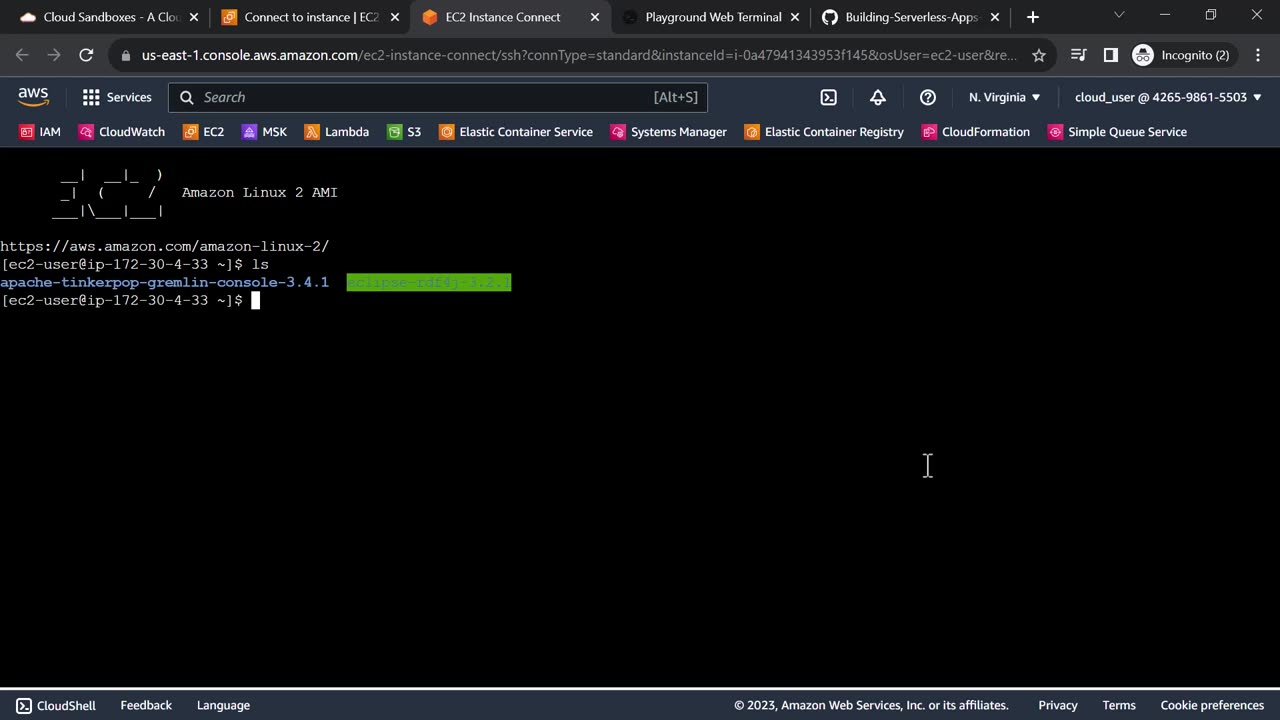 Cloud Sandboxes - A Clou
Connect to instance | EC2
EC2 Instance Connect
Playground Web Terminal
Building-Serverless-Apps-
us-east-1.console.aws.amazon.com/ec2-instance-connect/ssh?connType=standard&instanceId=i-0a47941343953f145&osUser=ec2-user&re...
Incognito (2)
aws
Services
Search
[Alt+S]
N. Virginia
cloud_user @ 4265-9861-5503
IAM
CloudWatch
EC2
MSK
Lambda
S3
Elastic Container Service
Systems Manager
Elastic Container Registry
CloudFormation
Simple Queue Service
__|  __|_  )
_|  (     /   Amazon Linux 2 AMI
___|\___|___|
https://aws.amazon.com/amazon-linux-2/
[ec2-user@ip-172-30-4-33 ~]$ ls
apache-tinkerpop-gremlin-console-3.4.1  eclipse-rdf4j-3.2.1
[ec2-user@ip-172-30-4-33 ~]$
CloudShell
Feedback
Language
© 2023, Amazon Web Services, Inc. or its affiliates.
Privacy
Terms
Cookie preferences